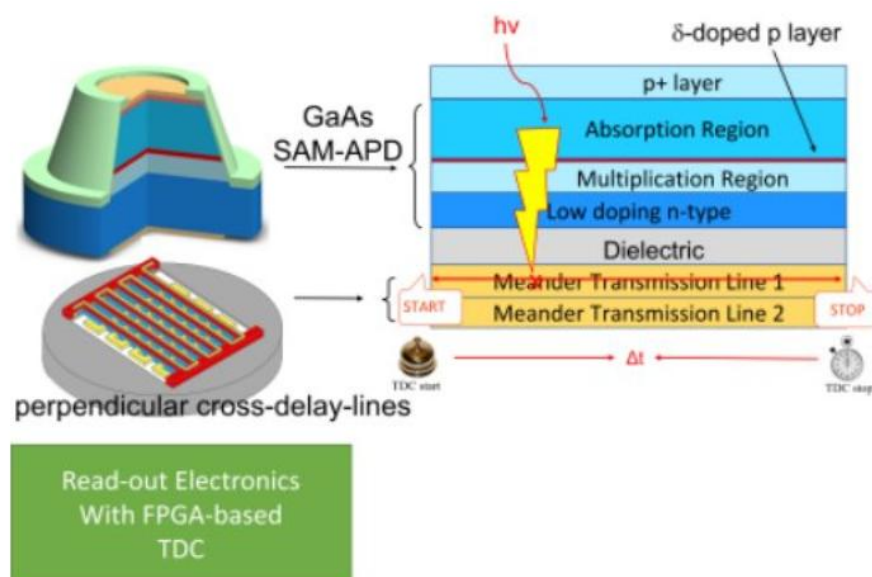 hv
δ-doped p layer
p+ layer
GaAs
SAM-APD
Absorption Region
Multiplication Region
Low doping n-type
Dielectric
Meander Transmission Line 1
START
Meander Transmission Line 2
STOP
TDC start
Δt
TDC stop
perpendicular cross-delay-lines
Read-out Electronics
With FPGA-based
TDC